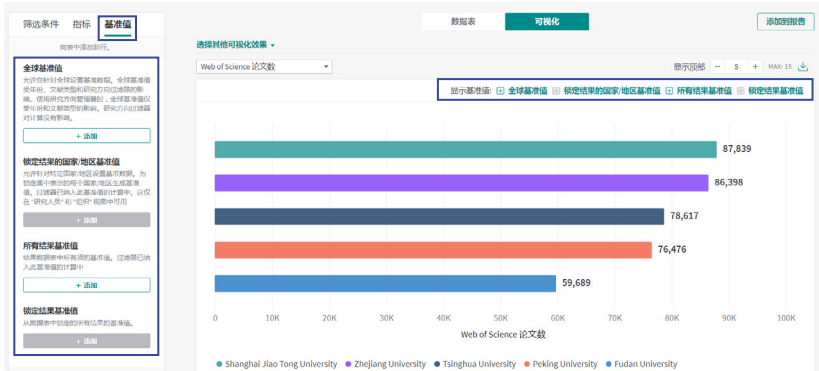 筛选条件 指标 基准值
向表中添加新行。
全球基准值
允许你针对全球设置基准数据。全球基准值
受年份、文献类型和研究方向过滤器的影
响。使用研究方向管理器时，全球基准值仅
受年份和文献类型的影响。研究方向过滤器
对计算没有影响。
+ 添加
锁定结果的国家/地区基准值
允许针对特定国家/地区设置基准数据。为
锁定集中表示的每个国家/地区生成基准
值。过滤器已纳入此基准值的计算中。这仅
在 "研究人员" 和 "组织" 视图中可用
+ 添加
所有结果基准值
结果数据表中所有项的基准值。过滤器已纳
入此基准值的计算中
+ 添加
锁定结果基准值
从数据表中锁定的所有结果的基准值。
+ 添加
数据表 可视化 添加到报告
选择其他可视化效果
Web of Science 论文数
显示顶部 − 5 + MAX: 15
显示基准值: 全球基准值 锁定结果的国家/地区基准值 所有结果基准值 锁定结果基准值
87,839
86,398
78,617
76,476
59,689
0 10K 20K 30K 40K 50K 60K 70K 80K 90K 100K
Web of Science 论文数
Shanghai Jiao Tong University Zhejiang University Tsinghua University Peking University Fudan University